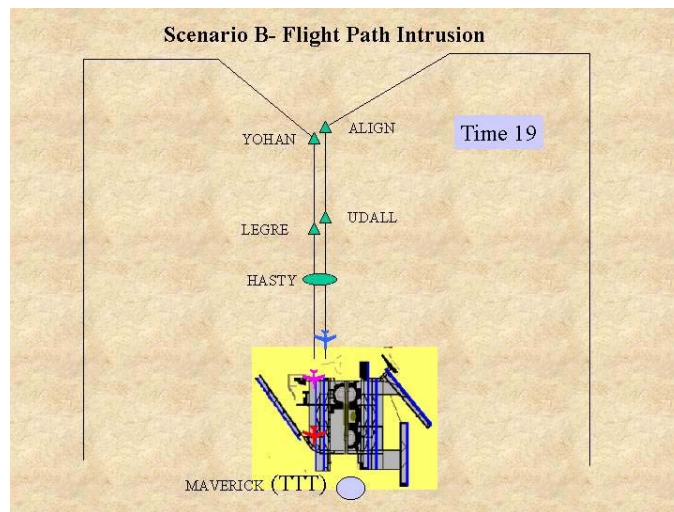 Scenario B- Flight Path Intrusion
ALIGN
YOHAN
Time 19
UDALL
LEGRE
HASTY
MAVERICK (TTT)